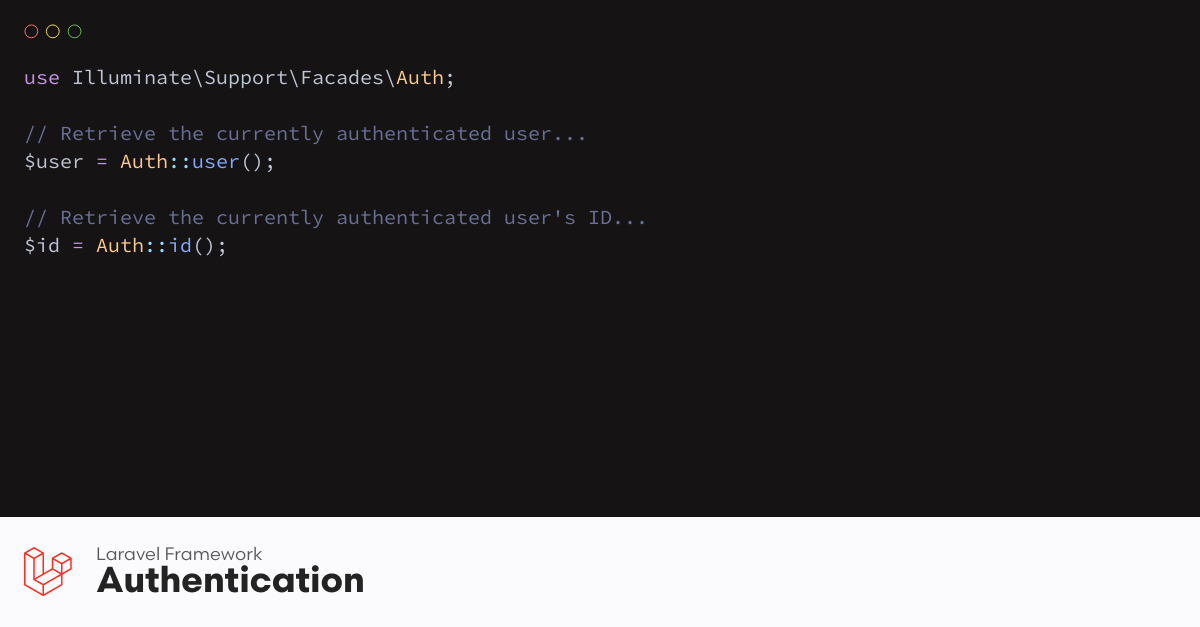 use Illuminate\Support\Facades\Auth;
// Retrieve the currently authenticated user...
$user = Auth::user();
// Retrieve the currently authenticated user's ID...
$id = Auth::id();
Laravel Framework
Authentication